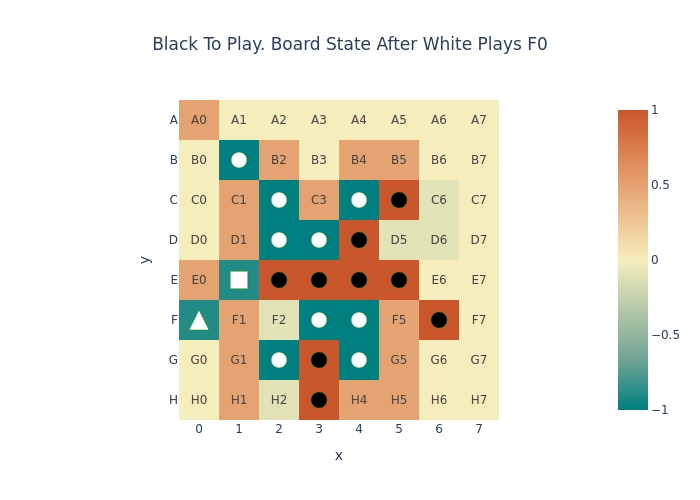 Black To Play. Board State After White Plays F0
A A0 A1 A2 A3 A4 A5 A6 A7
B B0 B2 B3 B4 B5 B6 B7
C C0 C1 C3 C6 C7
D D0 D1 D5 D6 D7
E E0 E6 E7
F F1 F2 F5 F7
G G0 G1 G5 G6 G7
H H0 H1 H2 H4 H5 H6 H7
0 1 2 3 4 5 6 7
x
y
1
0.5
0
−0.5
−1